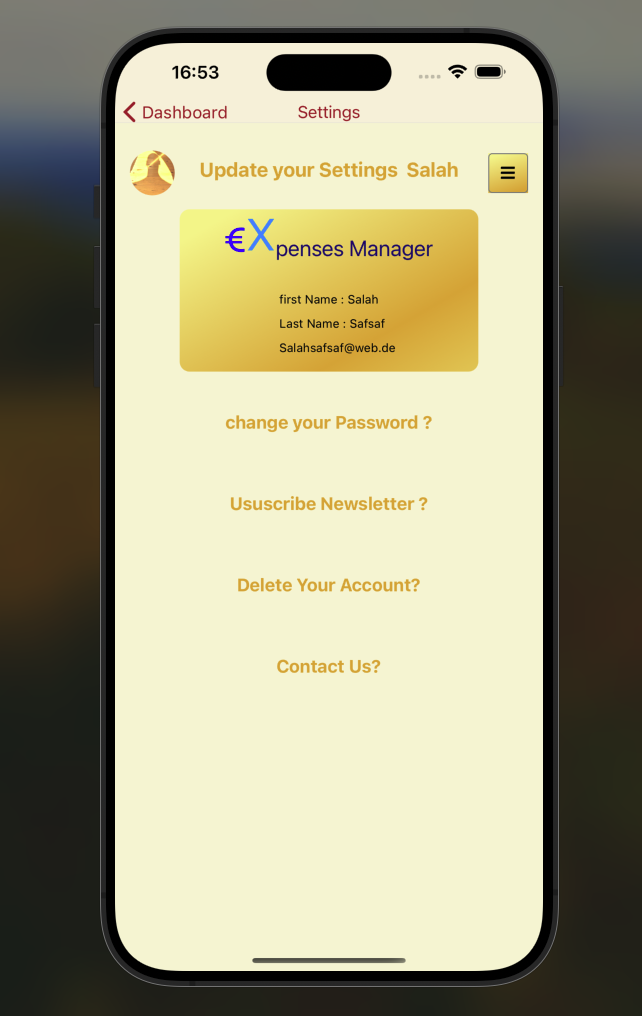 16:53
Dashboard Settings
Update your Settings Salah
€Xpenses Manager
first Name : Salah
Last Name : Safsaf
Salahsafsaf@web.de
change your Password ?
Ususcribe Newsletter ?
Delete Your Account?
Contact Us?